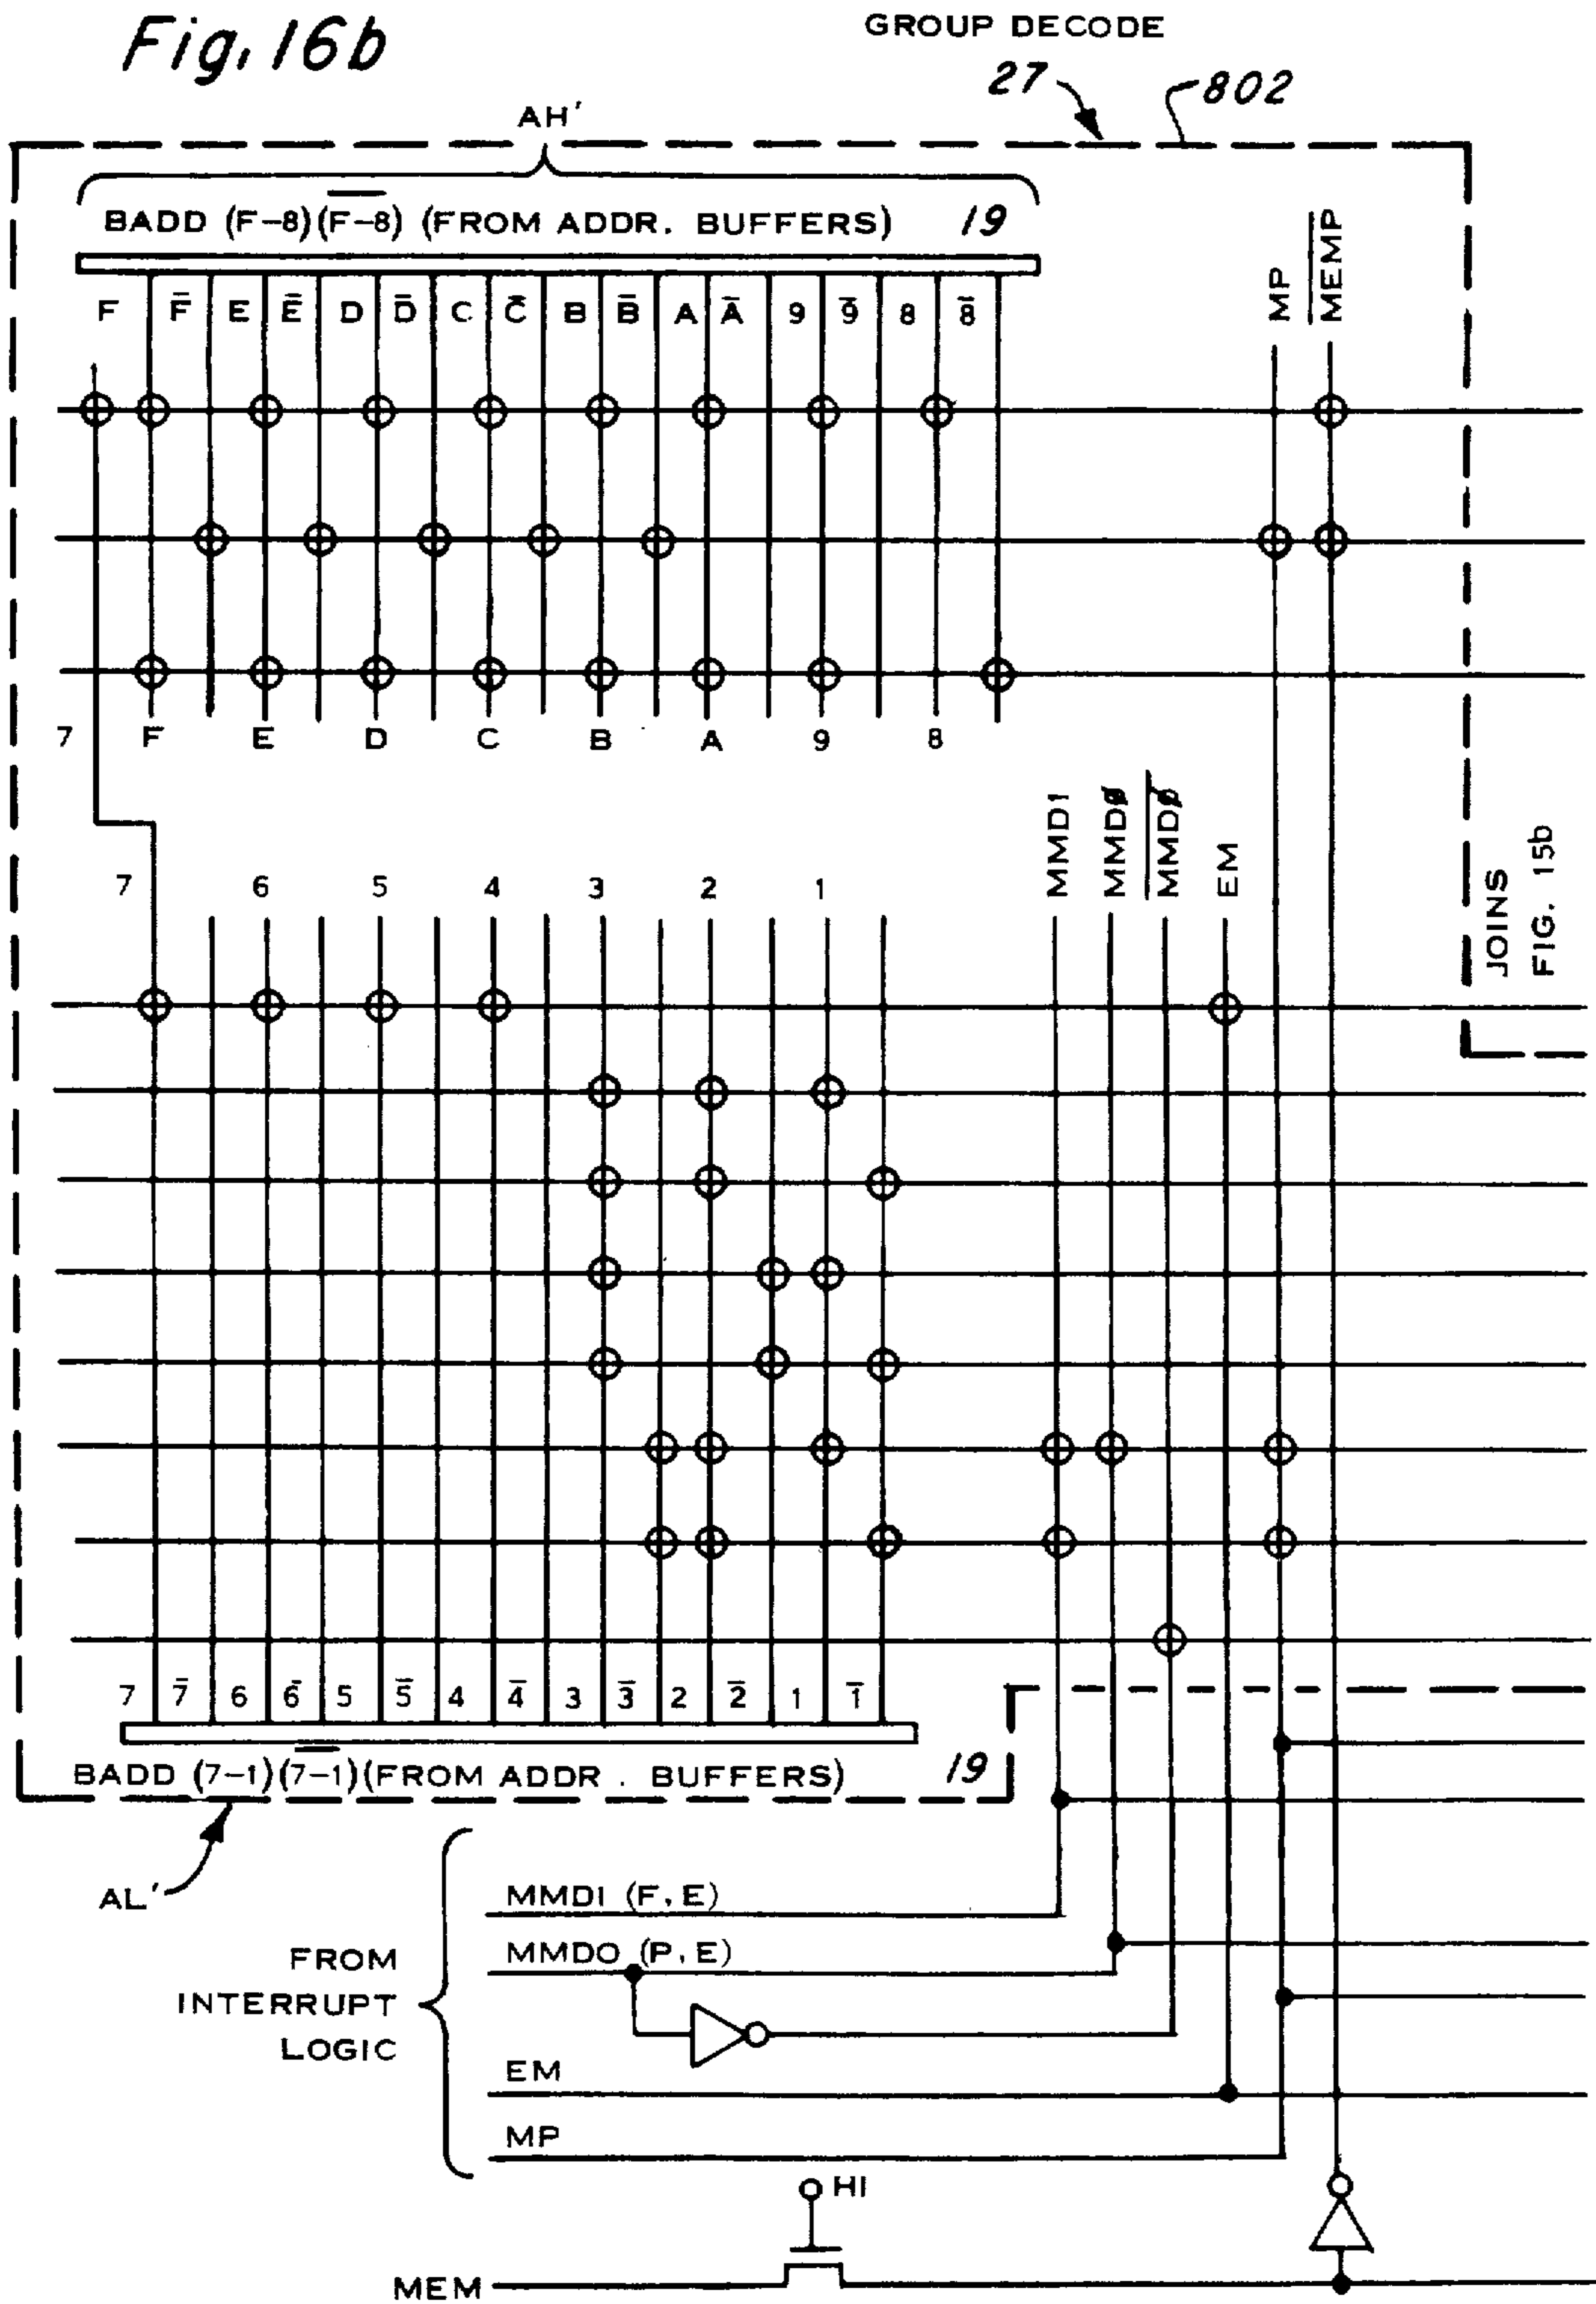 Fig. 16b
GROUP DECODE
27
802
AH'
BADD (F-8)(F̅-̅8̅) (FROM ADDR. BUFFERS) 19
F F̄ E Ē D D̄ C C̄ B B̄ A Ā 9 9̄ 8 8̄
MP
M̅E̅M̅P̅
7 F E D C B A 9 8
7 6 5 4 3 2 1
MMD1
MMDØ
M̅M̅D̅Ø̅
EM
JOINS
FIG. 15b
7 7̄ 6 6̄ 5 5̄ 4 4̄ 3 3̄ 2 2̄ 1 1̄
BADD (7-1)(7̅-̅1̅)(FROM ADDR. BUFFERS) 19
AL'
FROM
INTERRUPT
LOGIC
MMD1 (F, E)
MMDO (P, E)
EM
MP
HI
MEM